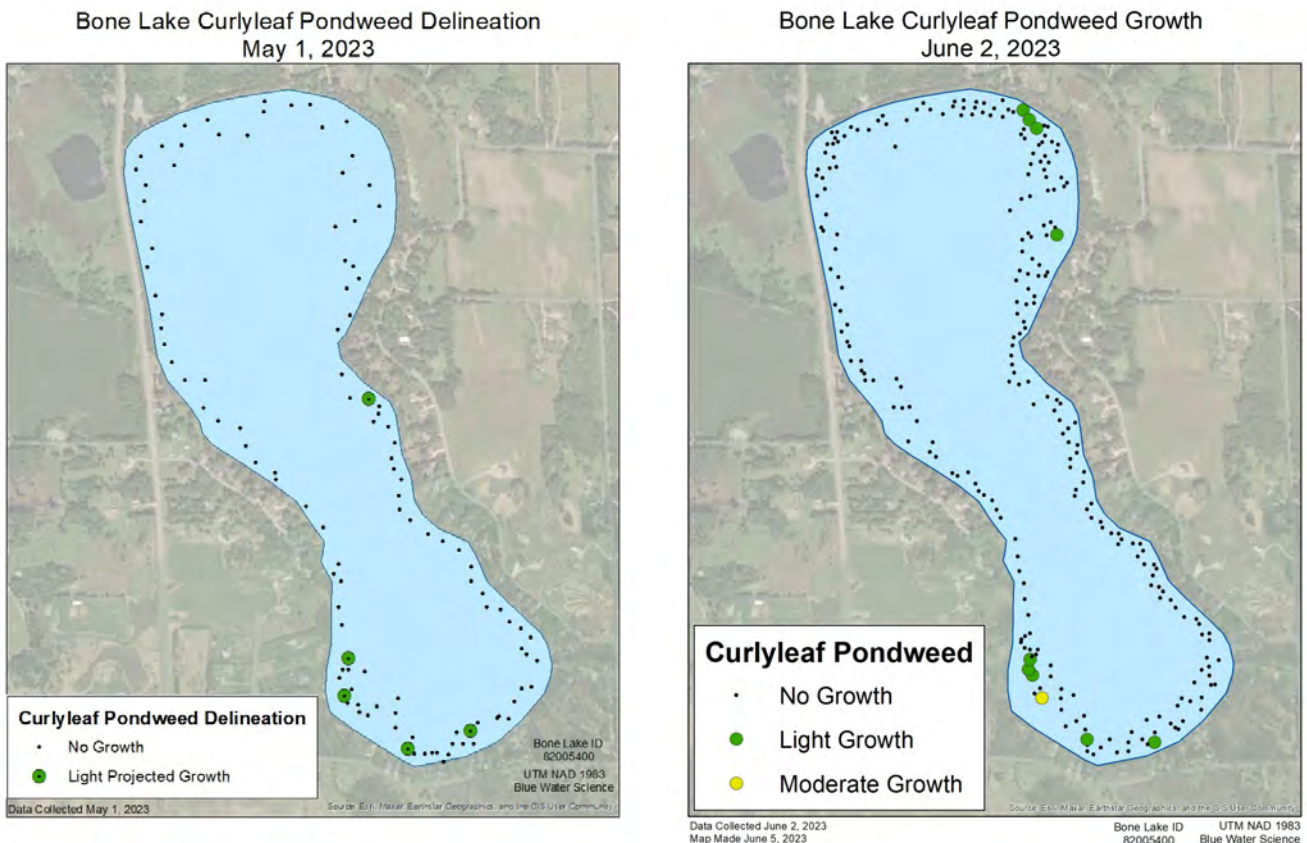 Bone Lake Curlyleaf Pondweed Delineation
May 1, 2023
Curlyleaf Pondweed Delineation
No Growth
Light Projected Growth
Bone Lake ID
82005400
UTM NAD 1983
Blue Water Science
Data Collected May 1, 2023
Source: Esri, Maxar, Earthstar Geographics, and the GIS User Community
Bone Lake Curlyleaf Pondweed Growth
June 2, 2023
Curlyleaf Pondweed
No Growth
Light Growth
Moderate Growth
Source: Esri, Maxar, Earthstar Geographics, and the GIS User Community
Data Collected June 2, 2023
Map Made June 5, 2023
Bone Lake ID
82005400
UTM NAD 1983
Blue Water Science